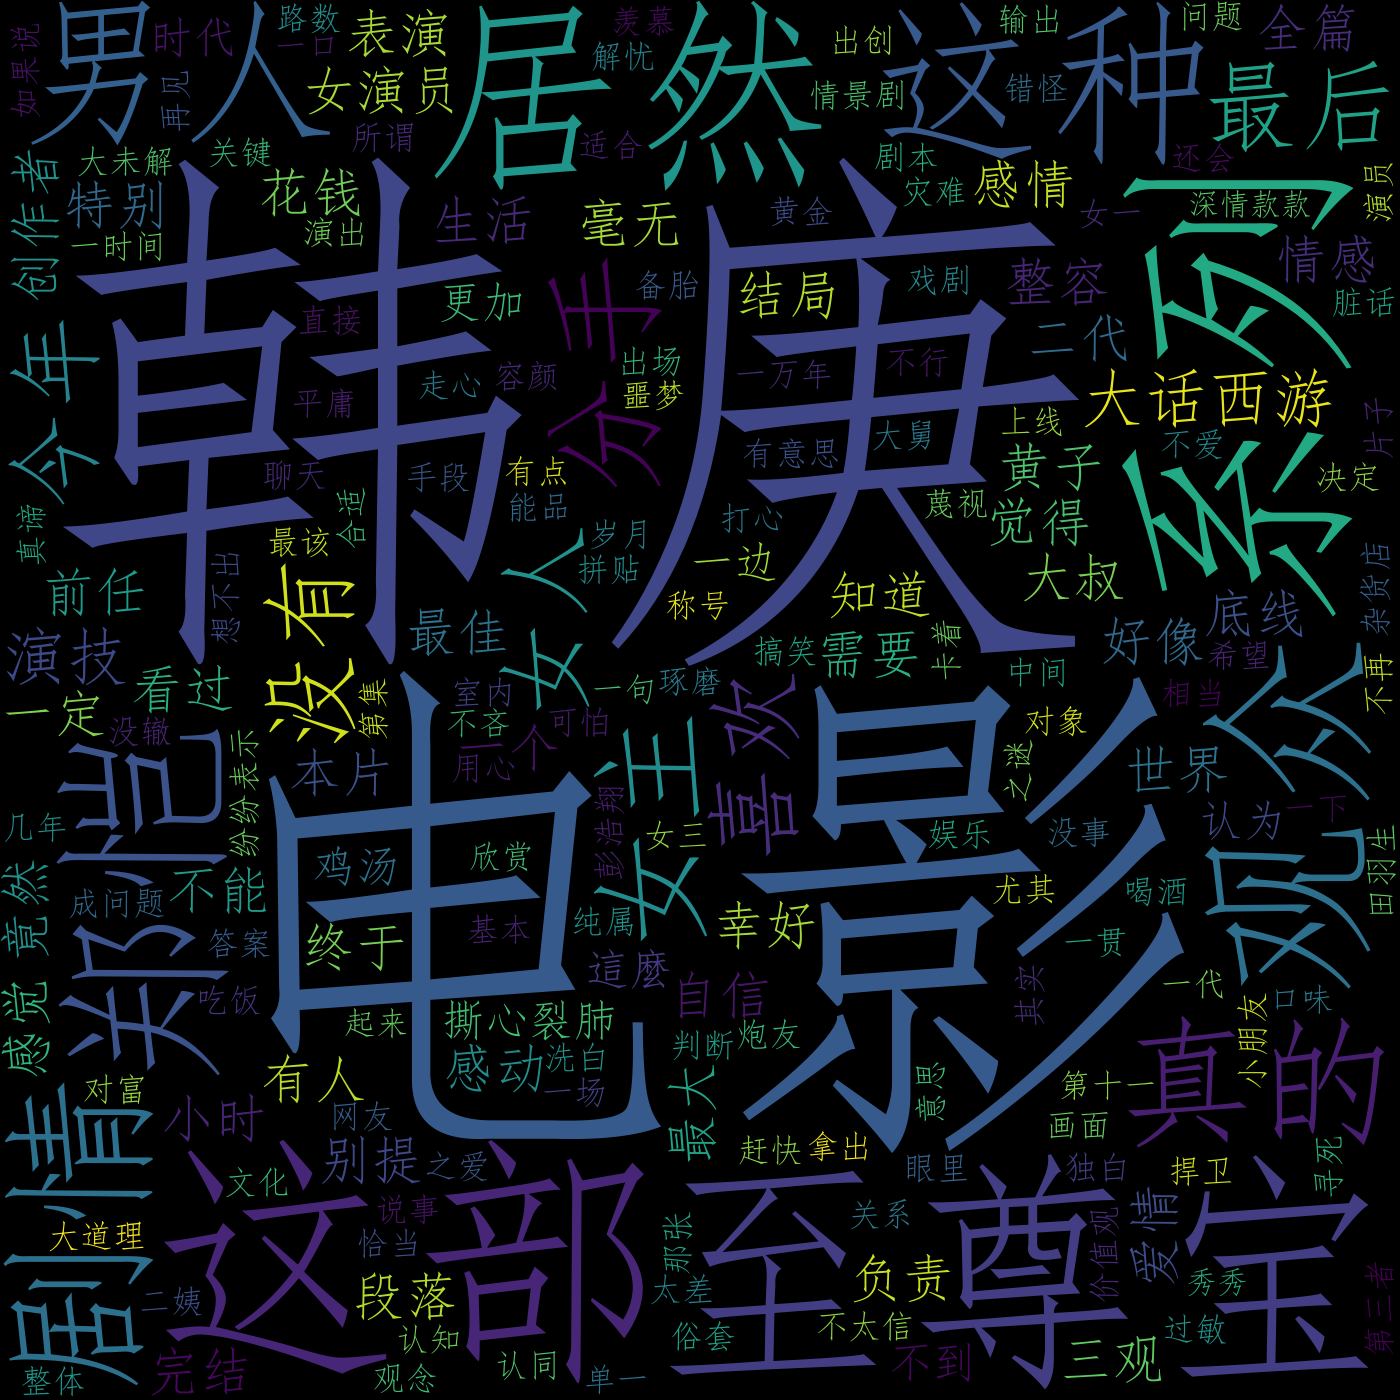 如果说
男人
时代
路数
一口
表演
女演员
羡慕
解忧
居然
出创
情景剧
这种
输出
错怪
问题
全篇
最后
再见
所谓
适合
剧本
灾难
感情
还会
深情款款
演员
创作者
大未解
特别
一时间
关键
花钱
演出
生活
毫无
黄金
女一
情感
系列
脏话
韩庚
更加
分手
备胎
结局
戏剧
整容
二代
今年
直接
平庸
走心
容颜
出场
噩梦
一万年
不行
大话西游
聊天
手段
有点
能品
有意思
大舅
上线
黄子
不爱
片子
决定
真谛
合适
最该
没有
岁月
拼贴
打心
蔑视
觉得
大叔
一边
称号
知道
杂货店
前任
想不出
最佳
女人
演技
看过
一定
没辙
第集
室内
不吝
一句
琢磨
搞笑
需要
卡着
中间
好像
底线
希望
相当
不再
观众
郑恺
纷纷表示
本片
用心
一个
可怕
女主
喜欢
对象
之谜
世界
几年
竟然
不能
成问题
答案
鸡汤
欣赏
彭浩翔
女三
电影
娱乐
没事
认为
一下
尤其
喝酒
田羽生
终于
基本
纯属
幸好
一贯
吃饭
這麼
自信
其实
一代
口味
感觉
起来
撕心裂肺
感动
洗白
一场
判断
炮友
小朋友
对富
有人
最大
意思
第十一
画面
真的
剧情
小时
网友
别提
之爱
赶快
拿出
眼里
独白
捍卫
寻死
文化
说事
这部
大道理
恰当
那张
至尊宝
关系
价值观
爱情
二姨
段落
太差
负责
秀秀
第三者
认知
俗套
不太信
过敏
整体
完结
观念
认同
单一
不到
三观